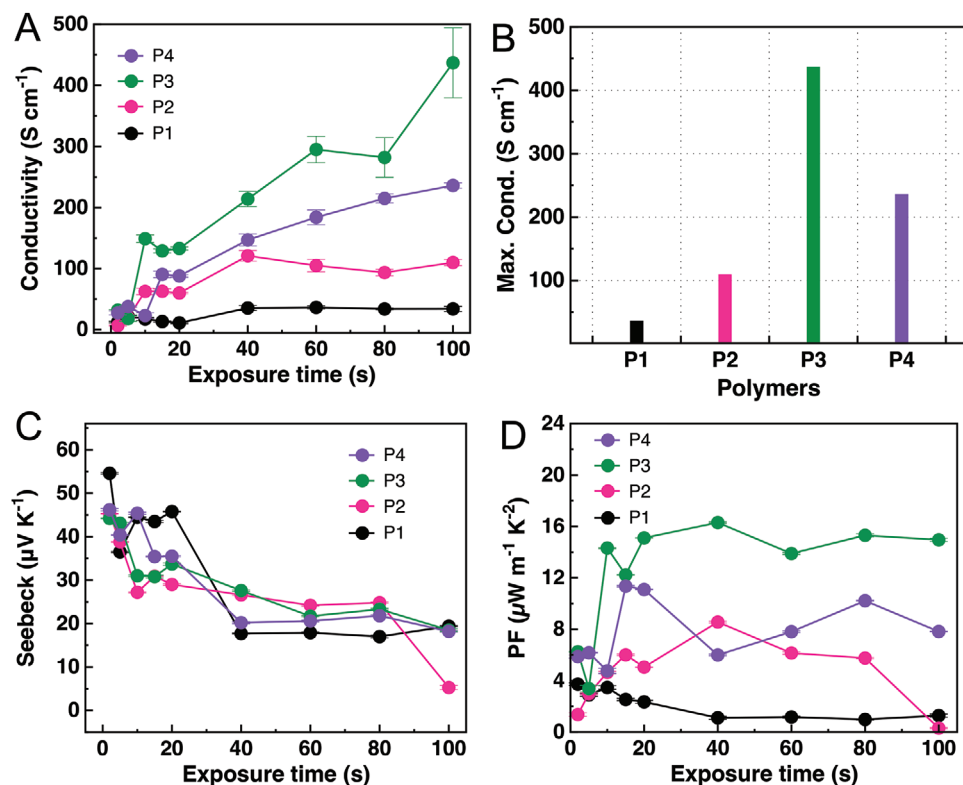 A
Conductivity (S cm⁻¹)
500
400
300
200
100
0
P4
P3
P2
P1
0 20 40 60 80 100
Exposure time (s)
B
Max. Cond. (S cm⁻¹)
500
400
300
200
100
P1 P2 P3 P4
Polymers
C
Seebeck (µV K⁻¹)
60
50
40
30
20
10
0
P4
P3
P2
P1
0 20 40 60 80 100
Exposure time (s)
D
PF (µW m⁻¹ K⁻²)
24
20
16
12
8
4
0
P4
P3
P2
P1
0 20 40 60 80 100
Exposure time (s)